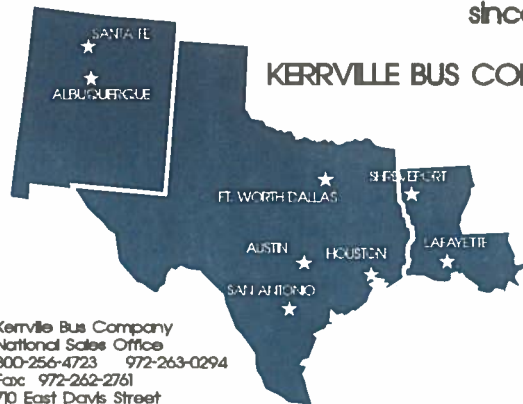 since
KERRVILLE BUS CO
SANTA FE
ALBUQUERQUE
SHREVEPORT
FT. WORTH DALLAS
AUSTIN HOUSTON LAFAYETTE
SAN ANTONIO
Kerrville Bus Company
National Sales Office
800-256-4723 972-263-0294
Fax: 972-262-2761
710 East Davis Street